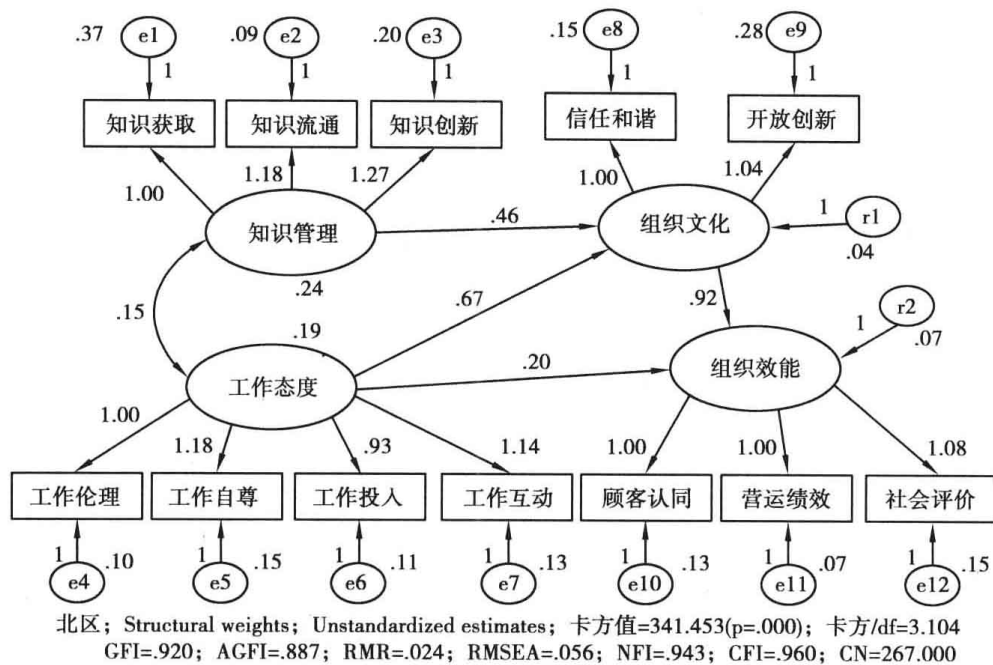 .37 e1 .09 e2 .20 e3 .15 e8 .28 e9
1 1 1 1 1
知识获取 知识流通 知识创新 信任和谐 开放创新
1.00 1.18 1.27 1.00 1.04
知识管理 .46 组织文化 1 r1
.24 .04
.15 .67 .92 r2
.19 1 .07
工作态度 .20 组织效能
1.00 1.18 .93 1.14 1.00 1.00 1.08
工作伦理 工作自尊 工作投入 工作互动 顾客认同 营运绩效 社会评价
1 .10 1 .15 1 .11 1 .13 1 .13 1 .07 1 .15
e4 e5 e6 e7 e10 e11 e12
北区；Structural weights；Unstandardized estimates；卡方值=341.453(p=.000)；卡方/df=3.104
GFI=.920；AGFI=.887；RMR=.024；RMSEA=.056；NFI=.943；CFI=.960；CN=267.000